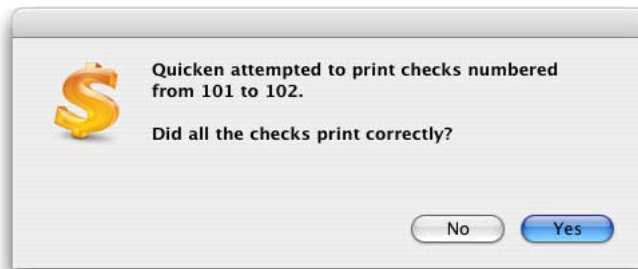 Quicken attempted to print checks numbered
from 101 to 102.
Did all the checks print correctly?
No
Yes